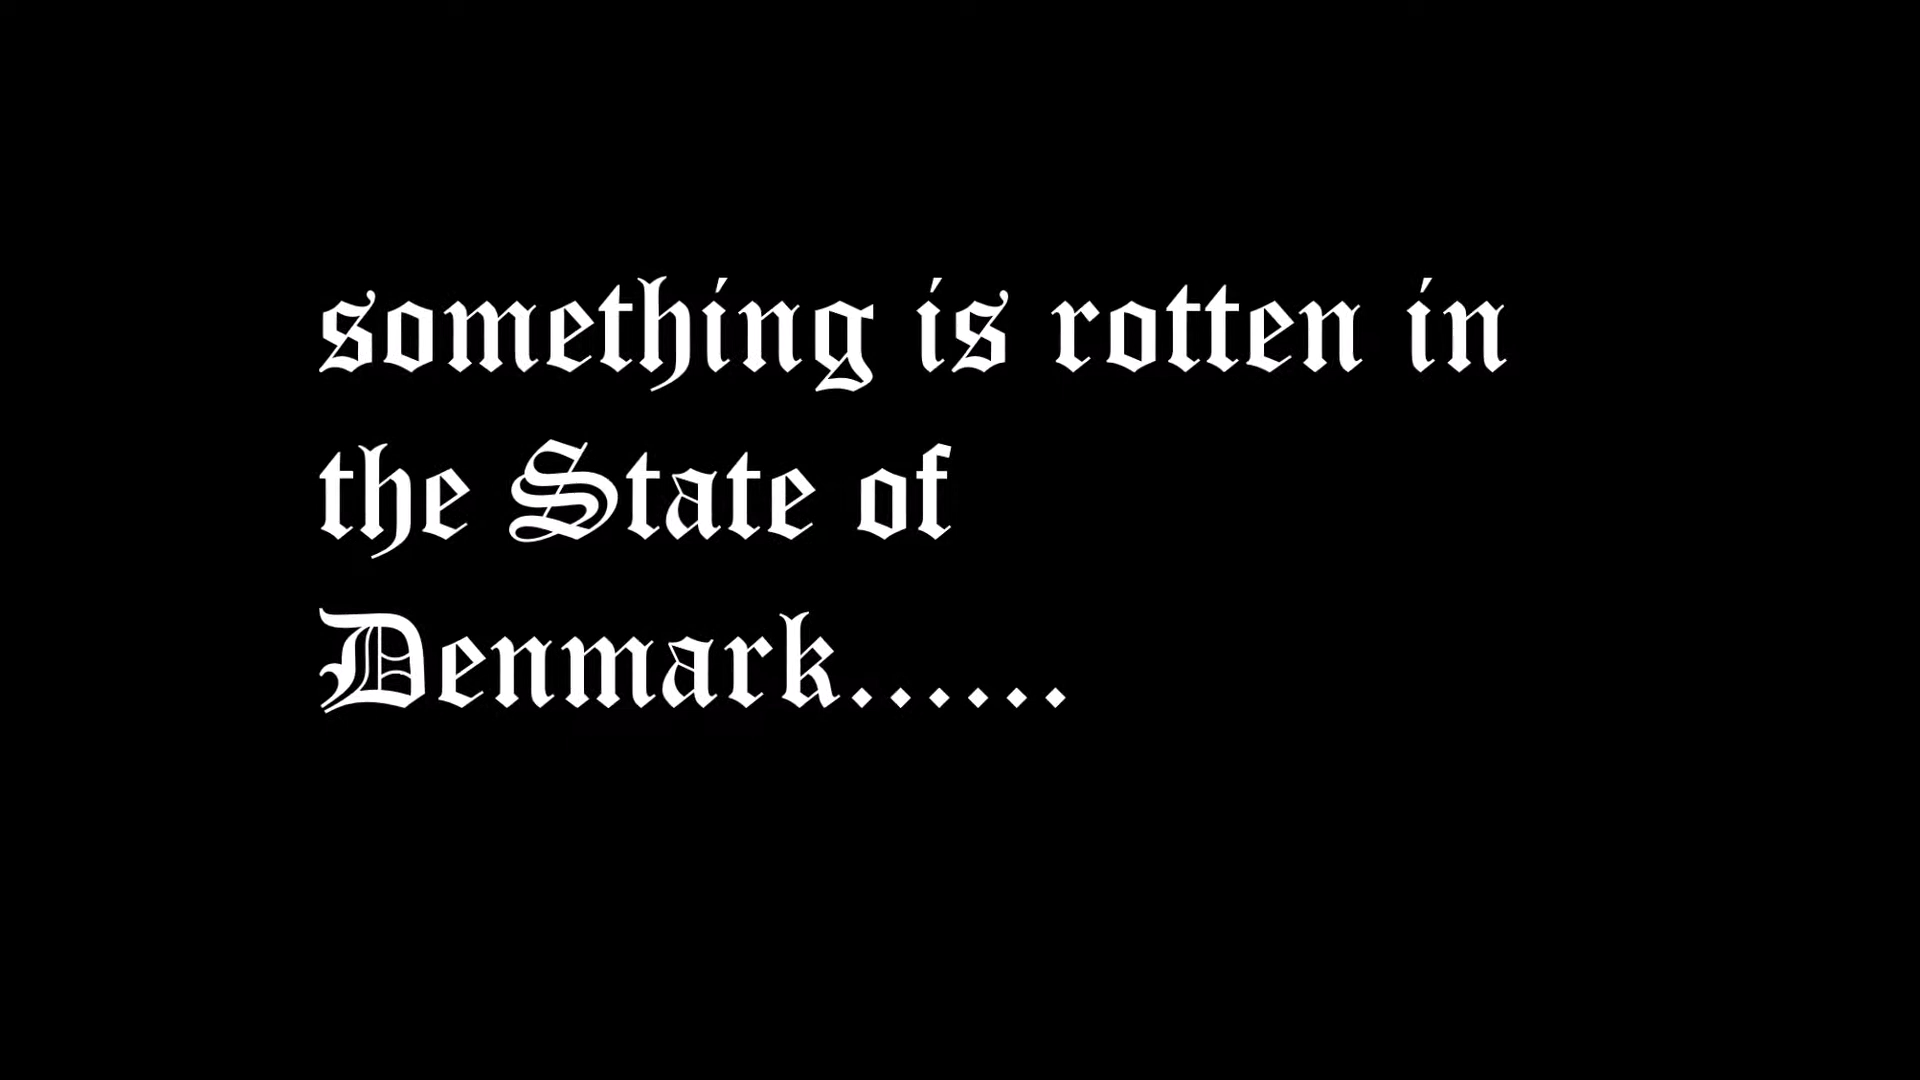 something is rotten in
the State of
Denmark......